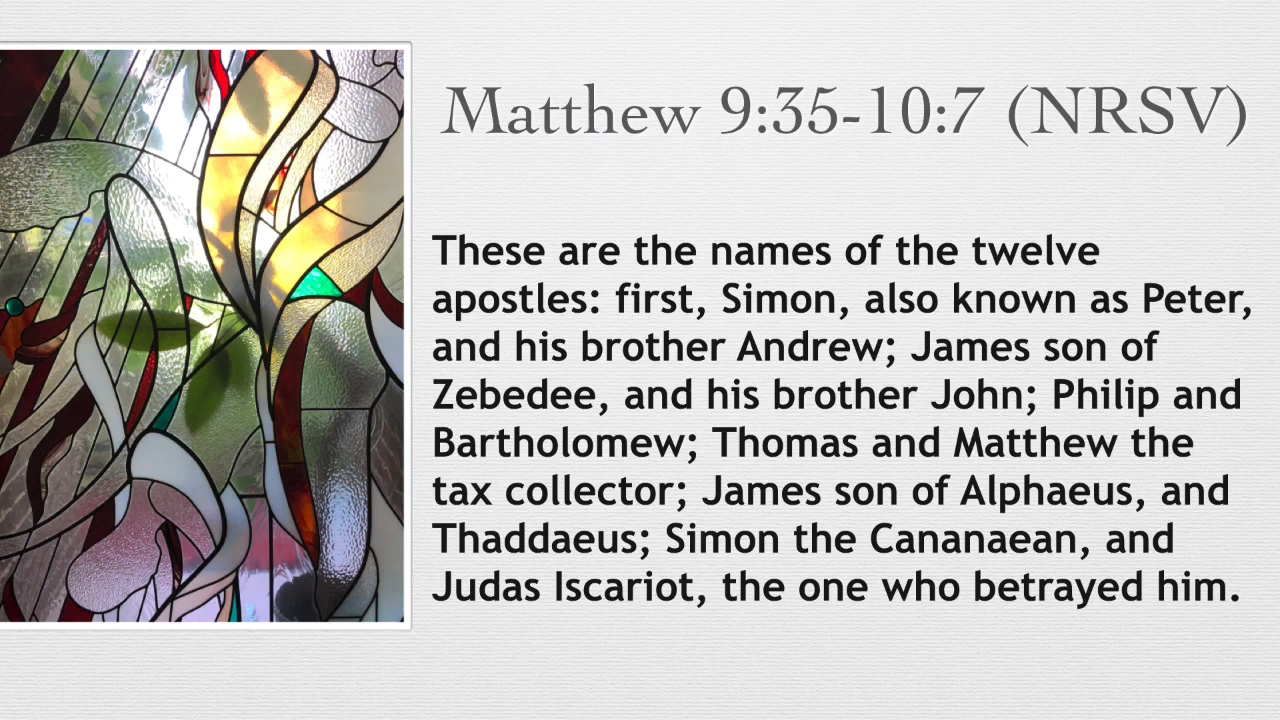 Matthew 9:35-10:7 (NRSV)
These are the names of the twelve
apostles: first, Simon, also known as Peter,
and his brother Andrew; James son of
Zebedee, and his brother John; Philip and
Bartholomew; Thomas and Matthew the
tax collector; James son of Alphaeus, and
Thaddaeus; Simon the Cananaean, and
Judas Iscariot, the one who betrayed him.